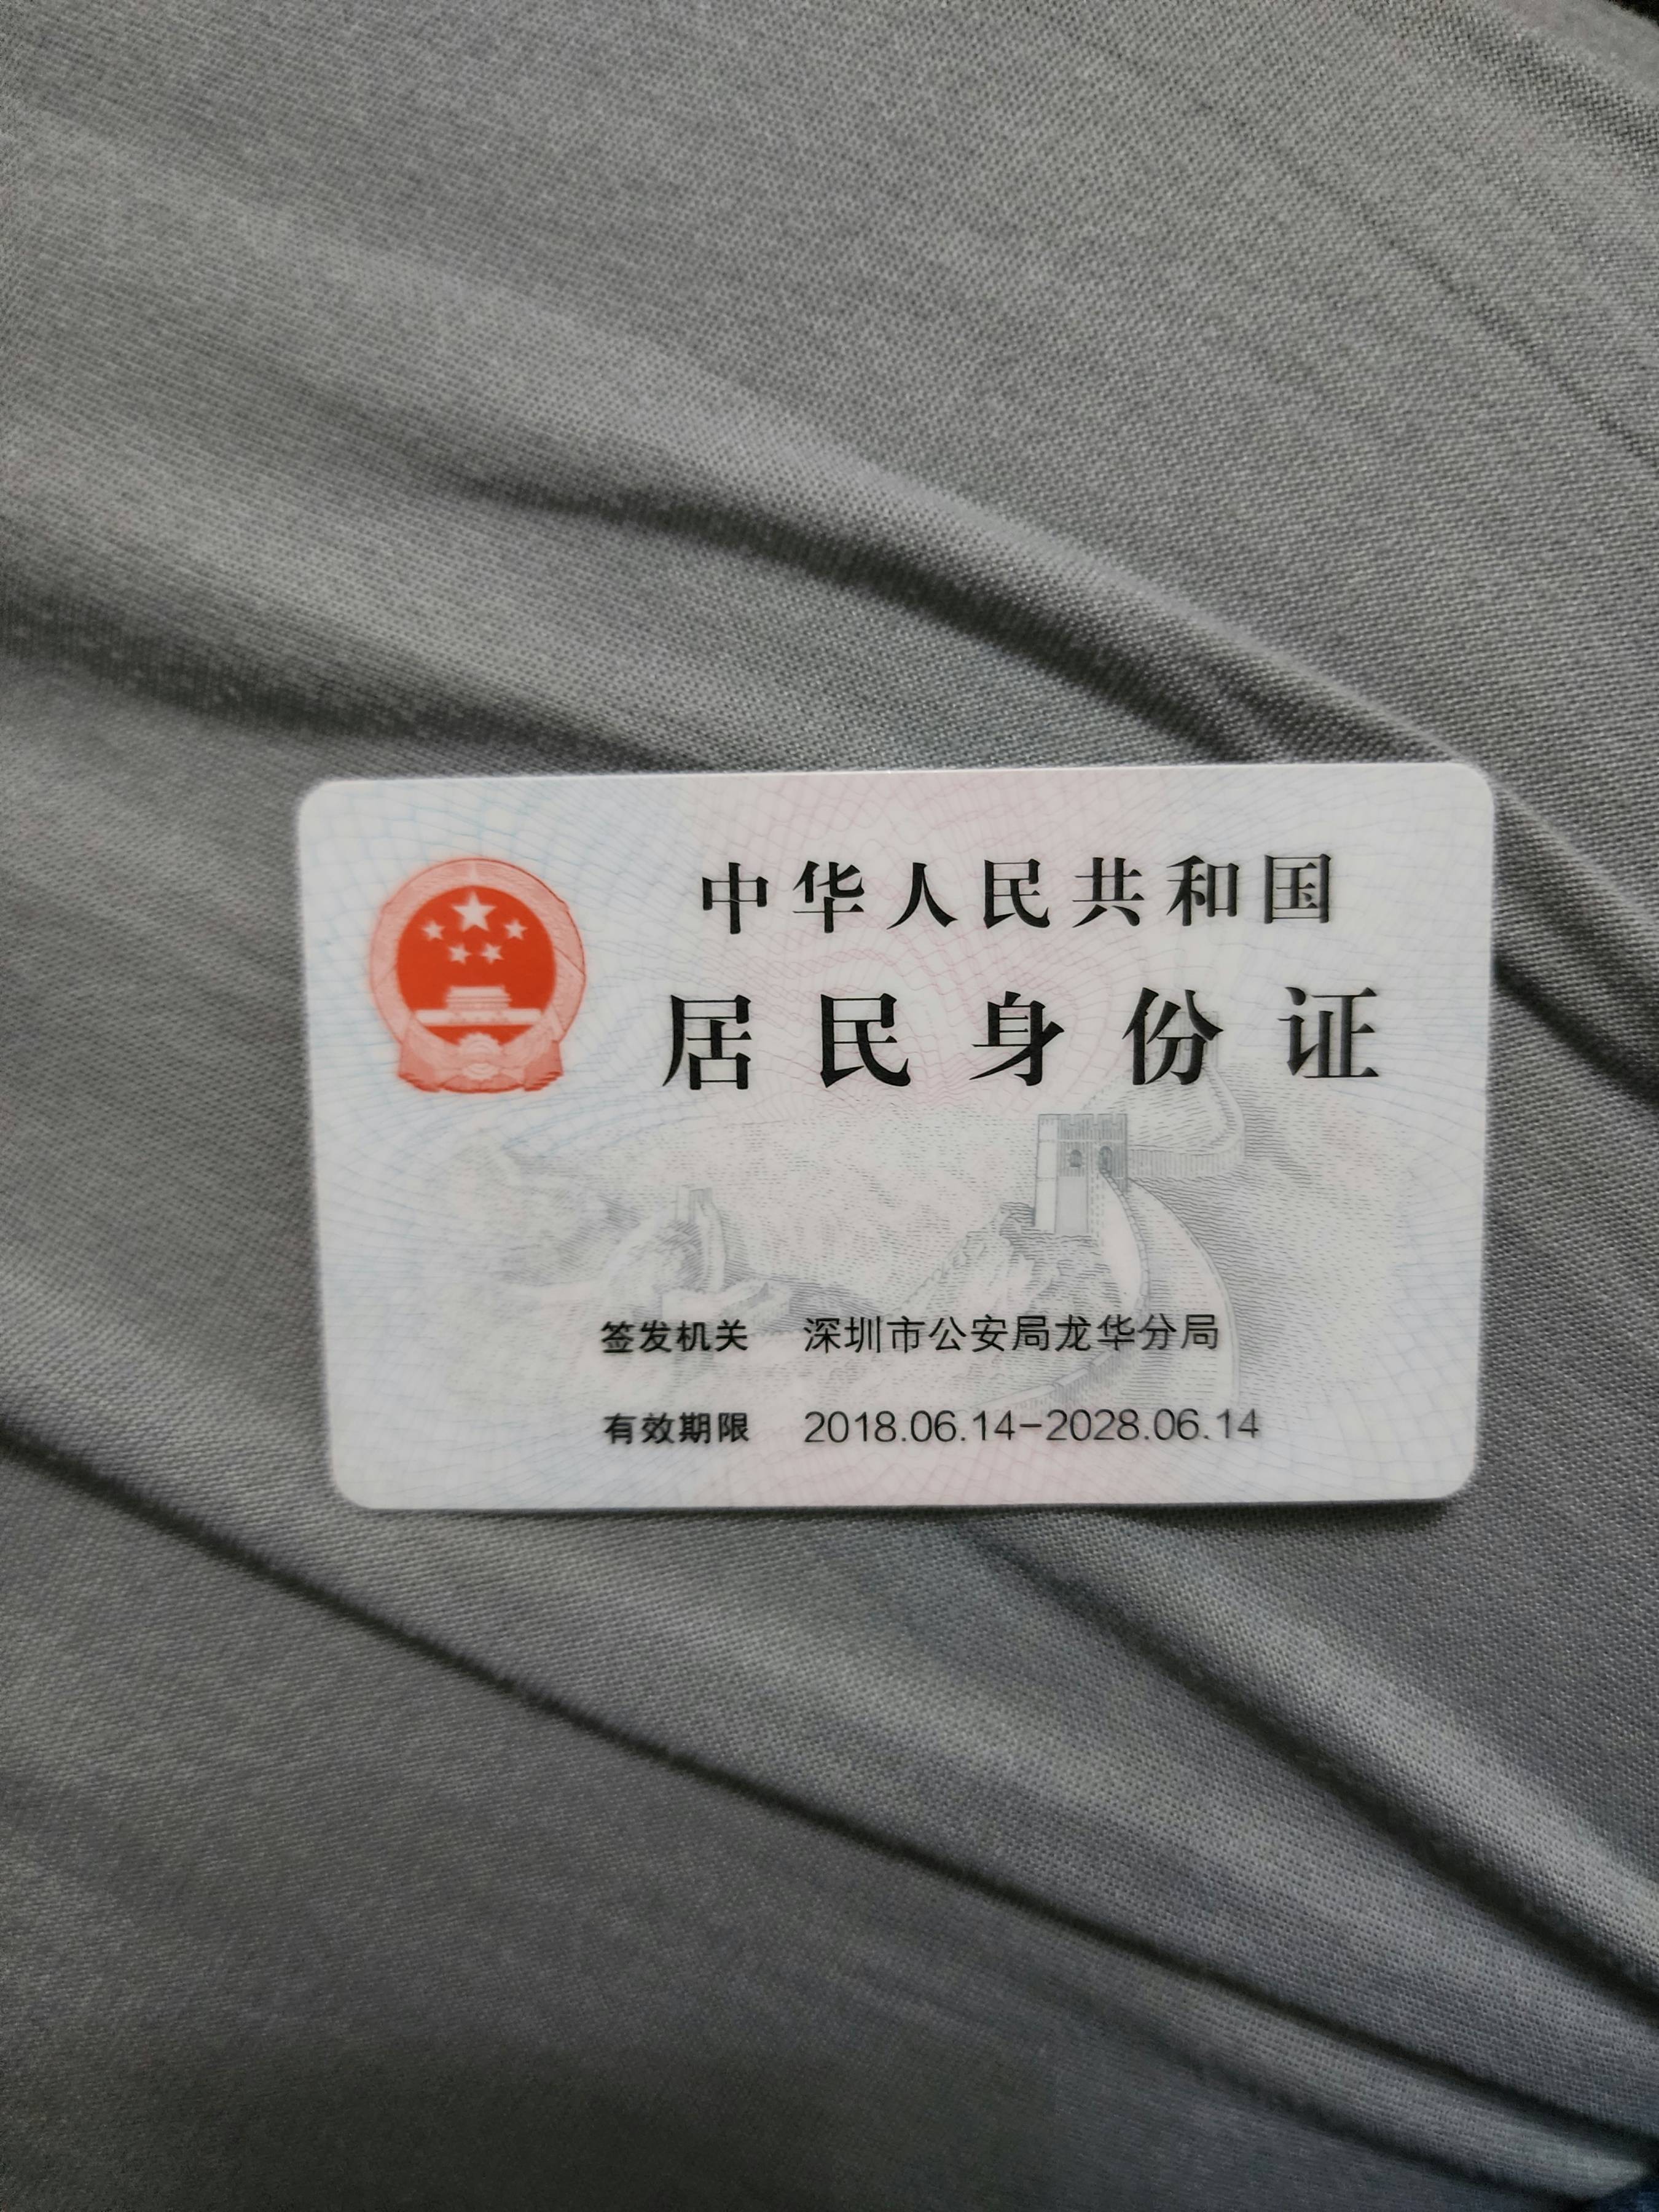 中华人民共和国
居民身份证
签发机关 深圳市公安局龙华分局
有效期限 2018.06.14-2028.06.14